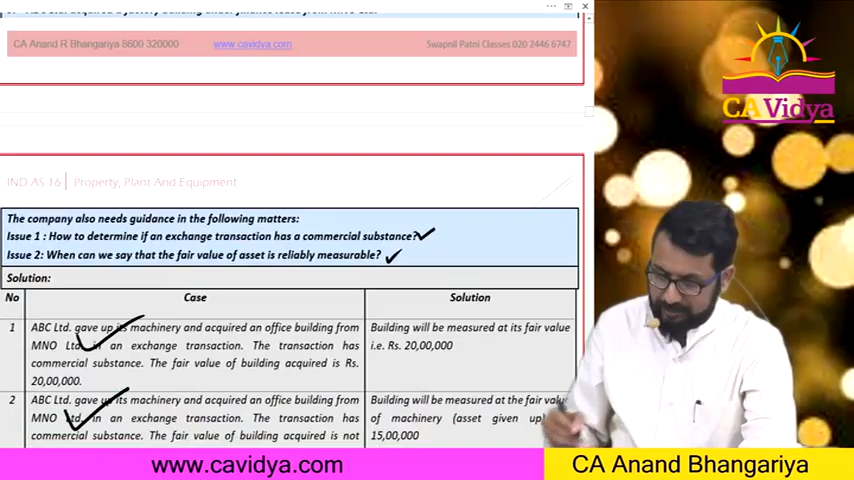 CA Anand R Bhangariya 8600 320000
www.cavidya.com
Swapnil Patni Classes 020 2446 6747
CAVidya
IND AS 16 | Property, Plant And Equipment
The company also needs guidance in the following matters:
Issue 1 : How to determine if an exchange transaction has a commercial substance?
Issue 2: When can we say that the fair value of asset is reliably measurable?
Solution:
No
Case
Solution
1
ABC Ltd. gave up its machinery and acquired an office building from
MNO Ltd. in an exchange transaction. The transaction has
commercial substance. The fair value of building acquired is Rs.
20,00,000.
Building will be measured at its fair value
i.e. Rs. 20,00,000
2
ABC Ltd. gave up its machinery and acquired an office building from
MNO Ltd. in an exchange transaction. The transaction has
commercial substance. The fair value of building acquired is not
Building will be measured at the fair value
of machinery (asset given up)
15,00,000
www.cavidya.com
CA Anand Bhangariya